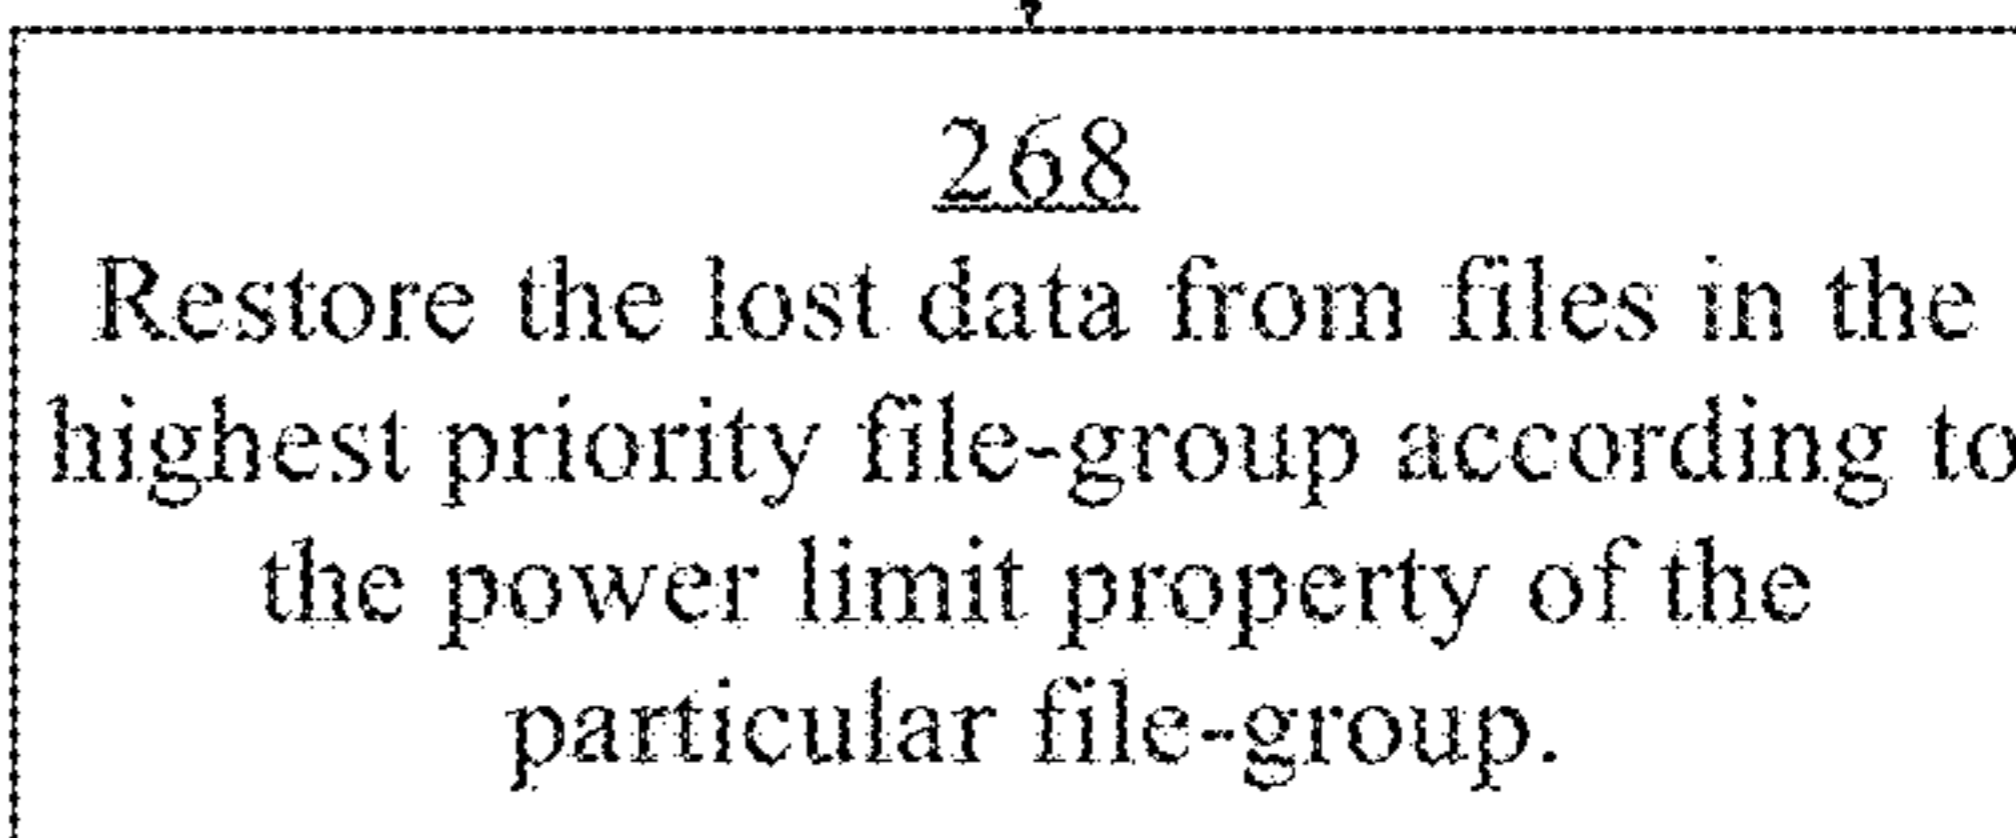 268
Restore the lost data from files in the
highest priority file-group according to
the power limit property of the
particular file-group.